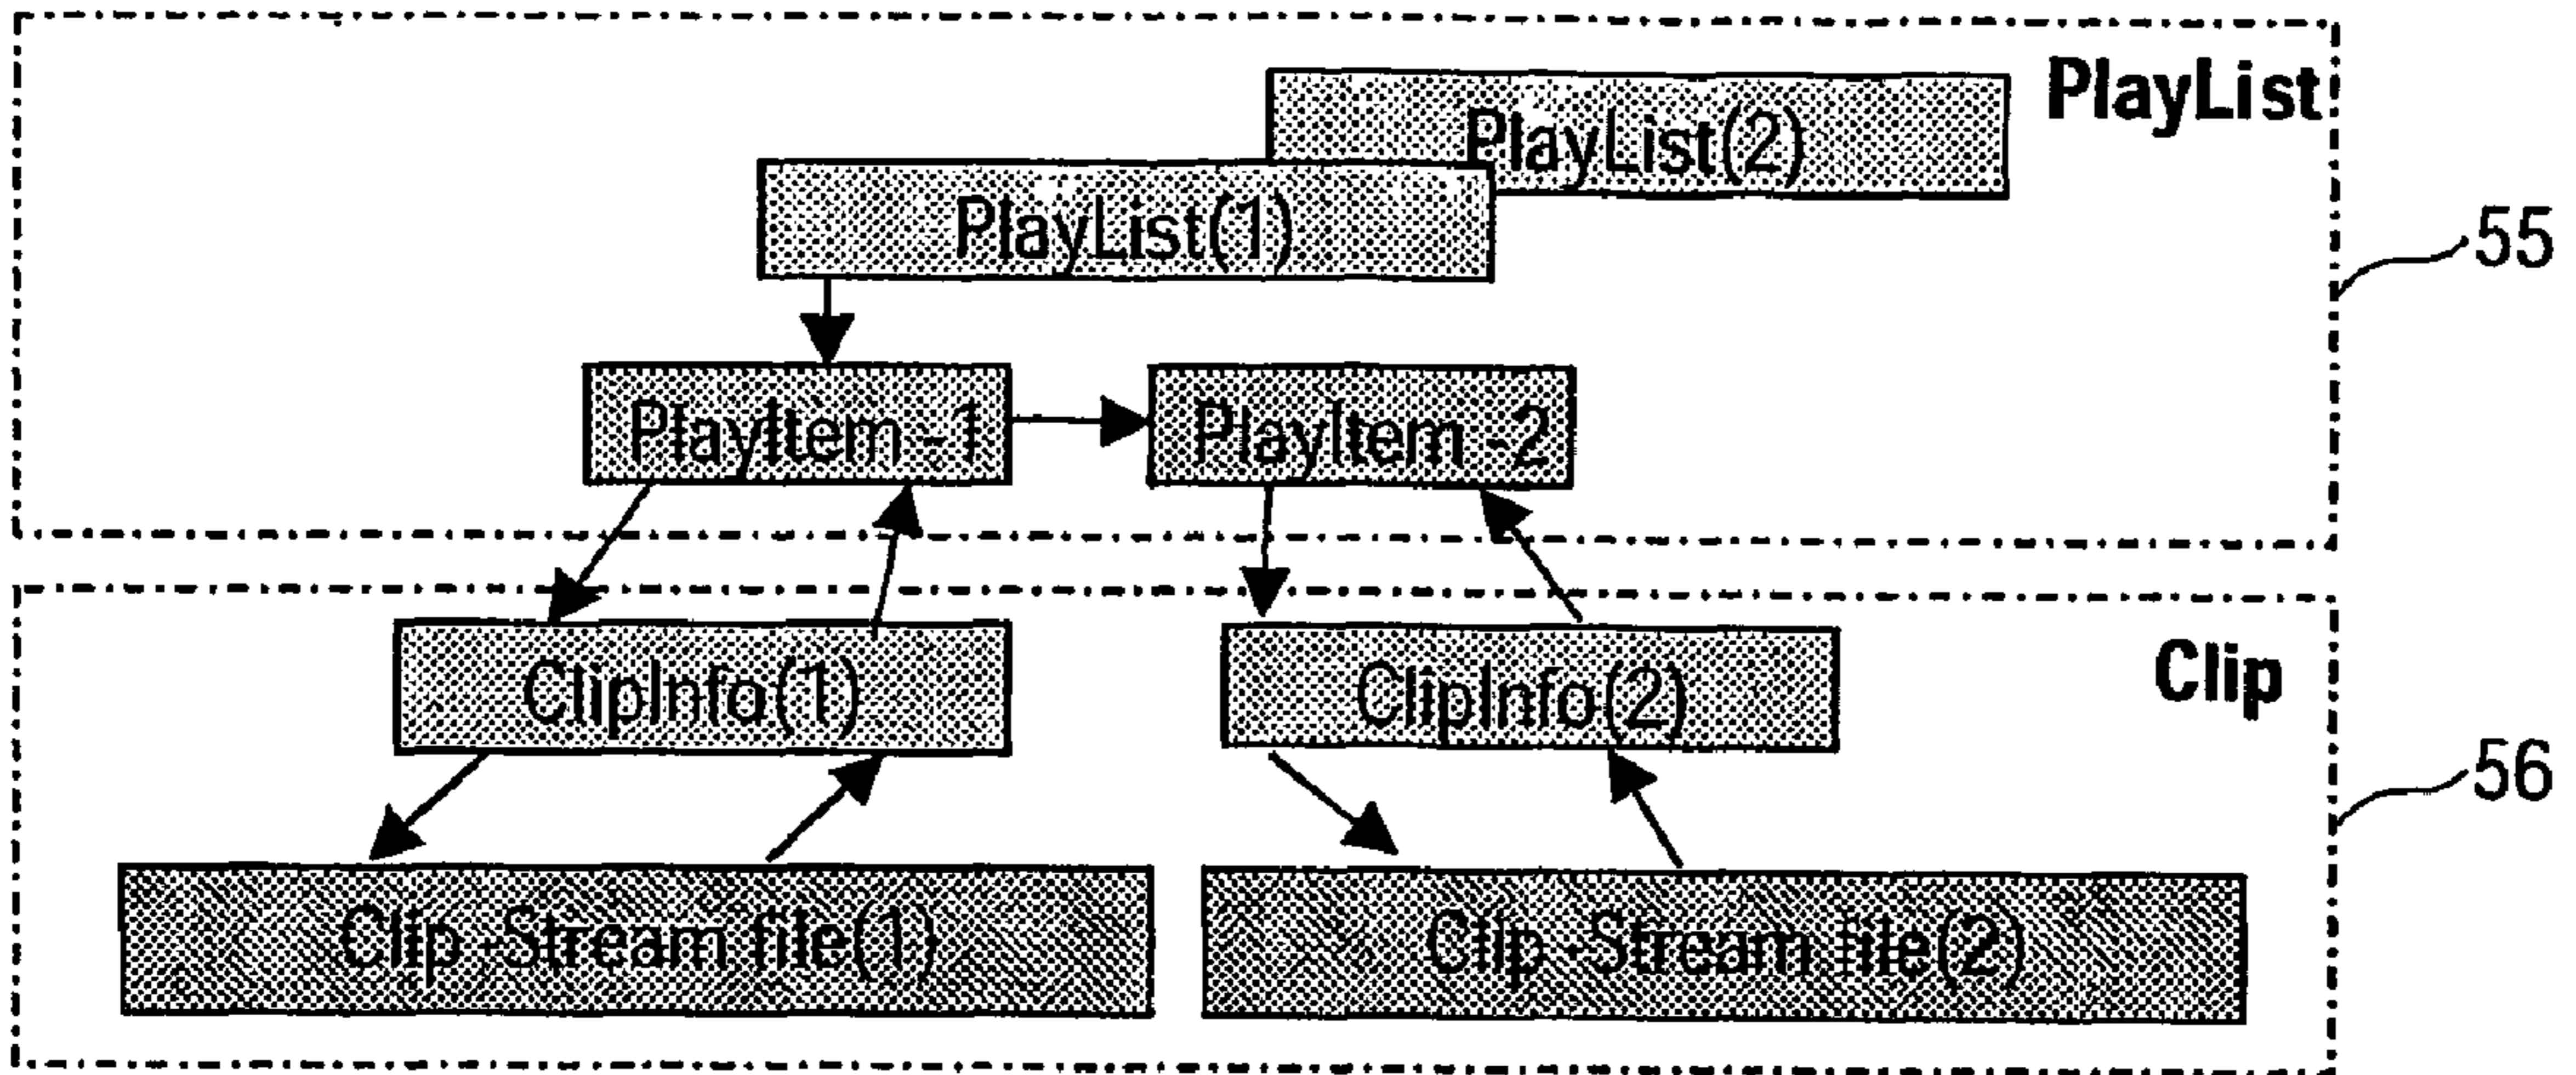 PlayList
PlayList(2)
PlayList(1)
55
PlayItem -1
PlayItem -2
Clip
ClipInfo(1)
ClipInfo(2)
56
Clip -Stream file(1)
Clip -Stream file(2)